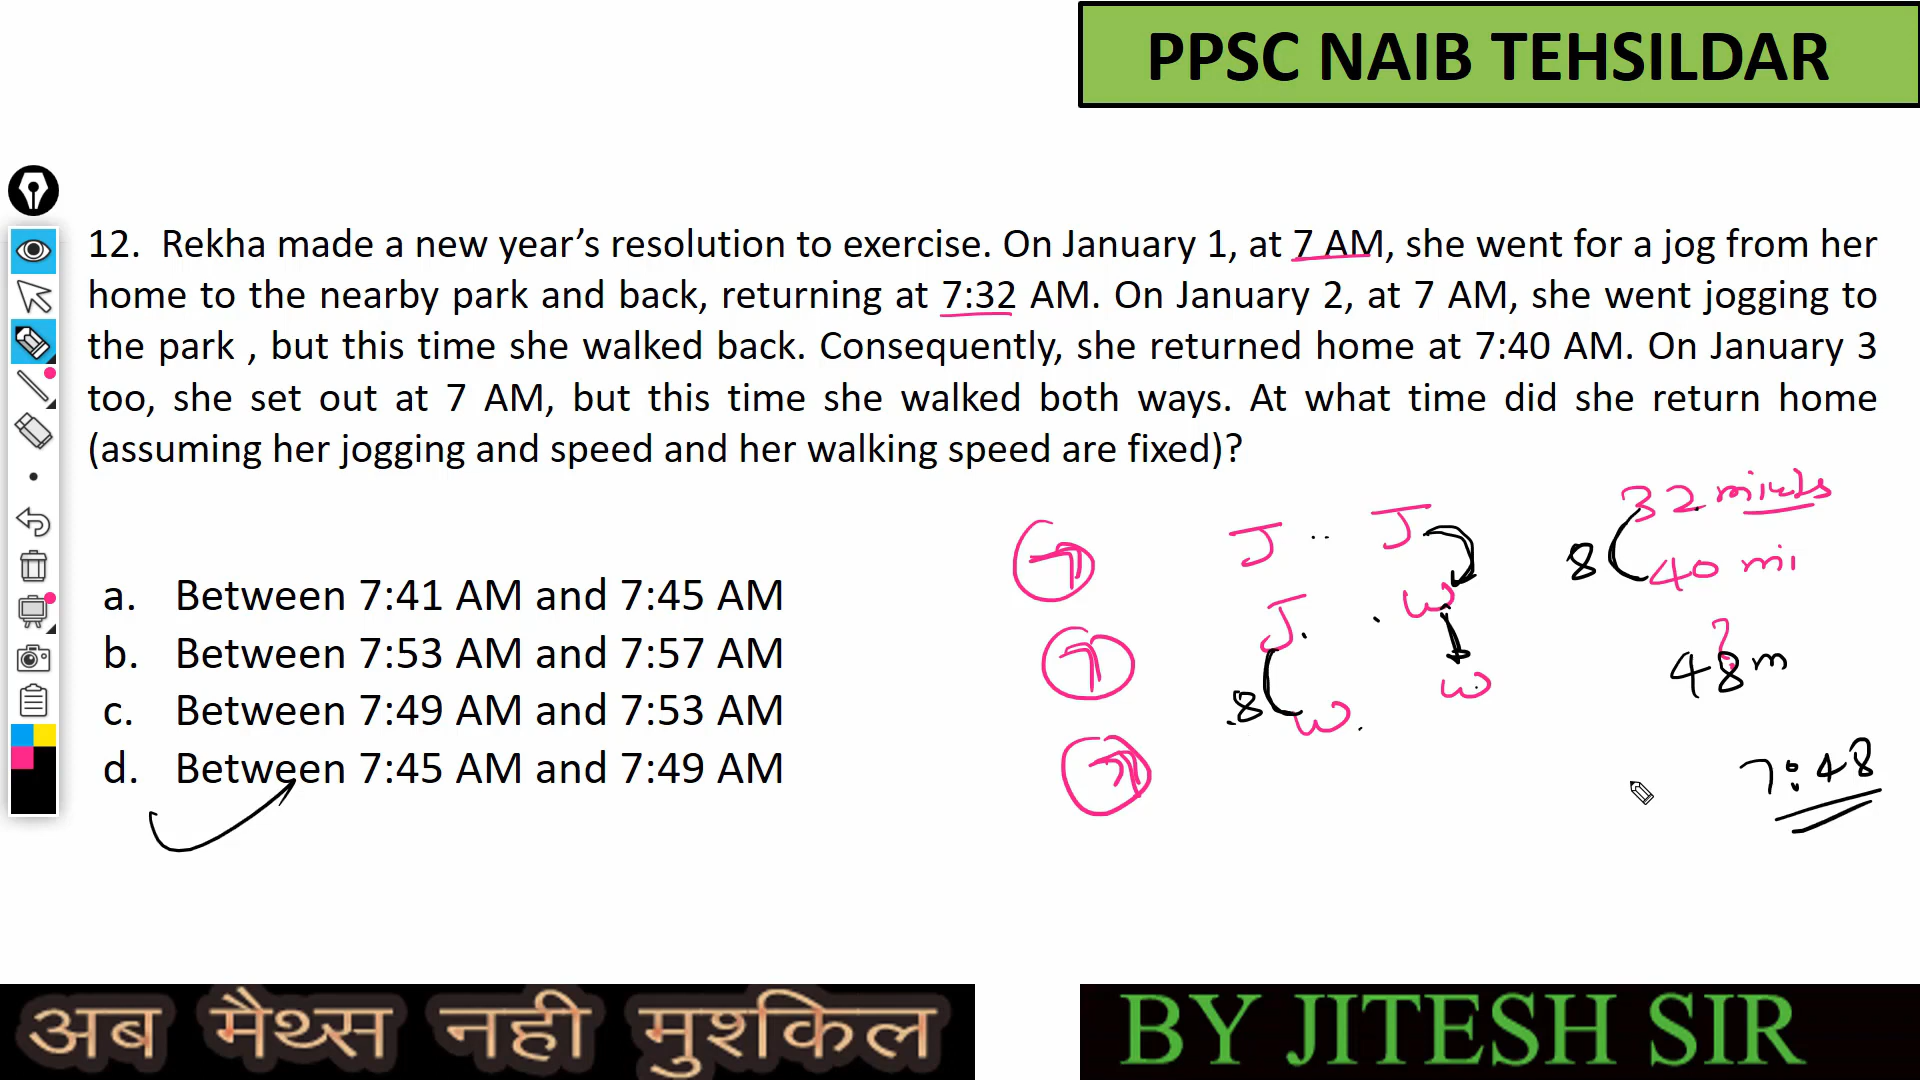 PPSC NAIB TEHSILDAR
12. Rekha made a new year’s resolution to exercise. On January 1, at 7 AM, she went for a jog from her
home to the nearby park and back, returning at 7:32 AM. On January 2, at 7 AM, she went jogging to
the park , but this time she walked back. Consequently, she returned home at 7:40 AM. On January 3
too, she set out at 7 AM, but this time she walked both ways. At what time did she return home
(assuming her jogging and speed and her walking speed are fixed)?
a. Between 7:41 AM and 7:45 AM
b. Between 7:53 AM and 7:57 AM
c. Between 7:49 AM and 7:53 AM
d. Between 7:45 AM and 7:49 AM
7 J J 32
8 40 mi
7 J W ?
48 m
8 W W
7
7:48
अब मैथ्स नही मुश्किल
BY JITESH SIR